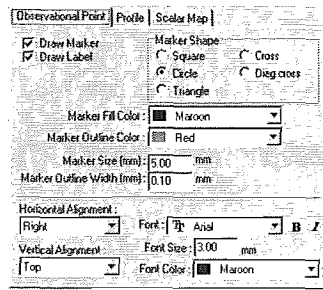 Observational Point Profile Scalar Map
Draw Marker
Draw Label
Marker Shape
Square Cross
Circle Diag cross
Triangle
Marker Fill Color: Maroon
Marker Outline Color: Red
Marker Size (mm): 5.00 mm
Marker Outline Width (mm): 0.10 mm
Horizontal Alignment :
Right Font: Arial B I
Vertical Alignment Font Size: 3.00 mm
Top Font Color: Maroon